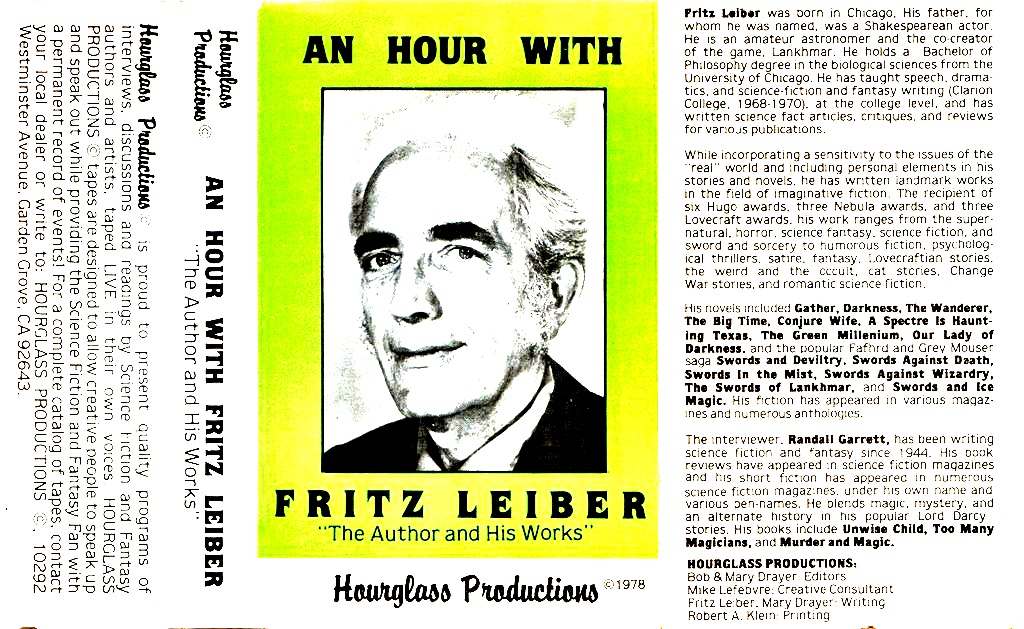 Hourglass Productions © is proud to present quality programs of
interviews, discussions and readings by Science Fiction and Fantasy
authors and artists, taped LIVE in their own voices. HOURGLASS
PRODUCTIONS © tapes are designed to allow creative people to speak up
and speak out while providing the Science Fiction and Fantasy Fan with
a permanent record of events! For a complete catalog of tapes, contact
your local dealer or write to: HOURGLASS PRODUCTIONS ©, 10292
Westminster Avenue, Garden Grove, CA 92643.
Hourglass
Productions ©
AN HOUR WITH FRITZ LEIBER
"The Author and His Works"
AN HOUR WITH
FRITZ LEIBER
"The Author and His Works"
Hourglass Productions ©1978
Fritz Leiber was born in Chicago. His father, for
whom he was named, was a Shakespearean actor.
He is an amateur astronomer and the co-creator
of the game, Lankhmar. He holds a Bachelor of
Philosophy degree in the biological sciences from the
University of Chicago. He has taught speech, drama-
tics, and science-fiction and fantasy writing (Clarion
College, 1968-1970), at the college level, and has
written science fact articles, critiques, and reviews
for various publications.
While incorporating a sensitivity to the issues of the
"real" world and including personal elements in his
stories and novels, he has written landmark works
in the field of imaginative fiction. The recipient of
six Hugo awards, three Nebula awards, and three
Lovecraft awards, his work ranges from the super-
natural, horror, science fantasy, science fiction, and
sword and sorcery to humorous fiction, psycholog-
ical thrillers, satire, fantasy, Lovecraftian stories,
the weird and the occult, cat stories, Change
War stories, and romantic science fiction.
His novels included Gather, Darkness, The Wanderer,
The Big Time, Conjure Wife, A Spectre Is Haunt-
ing Texas, The Green Millenium, Our Lady of
Darkness, and the popular Fafhrd and Grey Mouser
saga Swords and Deviltry, Swords Against Death,
Swords In the Mist, Swords Against Wizardry,
The Swords of Lankhmar, and Swords and Ice
Magic. His fiction has appeared in various magaz-
ines and numerous anthologies.
The interviewer, Randall Garrett, has been writing
science fiction and fantasy since 1944. His book
reviews have appeared in science fiction magazines
and his short fiction has appeared in numerous
science fiction magazines, under his own name and
various pen-names. He blends magic, mystery, and
an alternate history in his popular Lord Darcy
stories. His books include Unwise Child, Too Many
Magicians, and Murder and Magic.
HOURGLASS PRODUCTIONS:
Bob & Mary Drayer: Editors
Mike Lefebvre: Creative Consultant
Fritz Leiber, Mary Drayer: Writing
Robert A. Klein: Printing